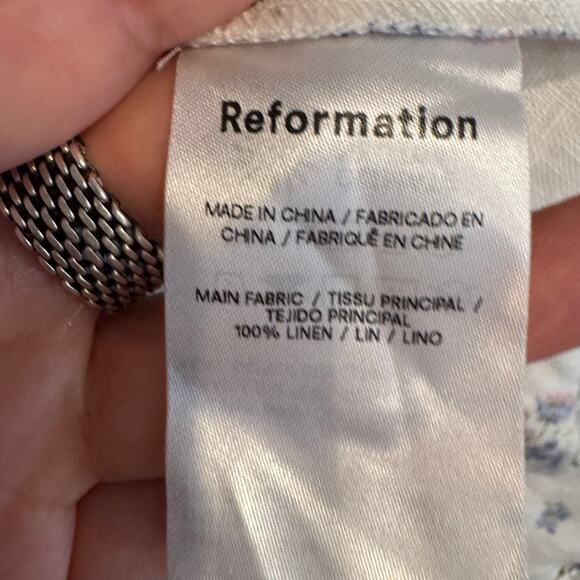 Reformation
MADE IN CHINA / FABRICADO EN
CHINA / FABRIQUÉ EN CHINE
MAIN FABRIC / TISSU PRINCIPAL /
TEJIDO PRINCIPAL
100% LINEN / LIN / LINO